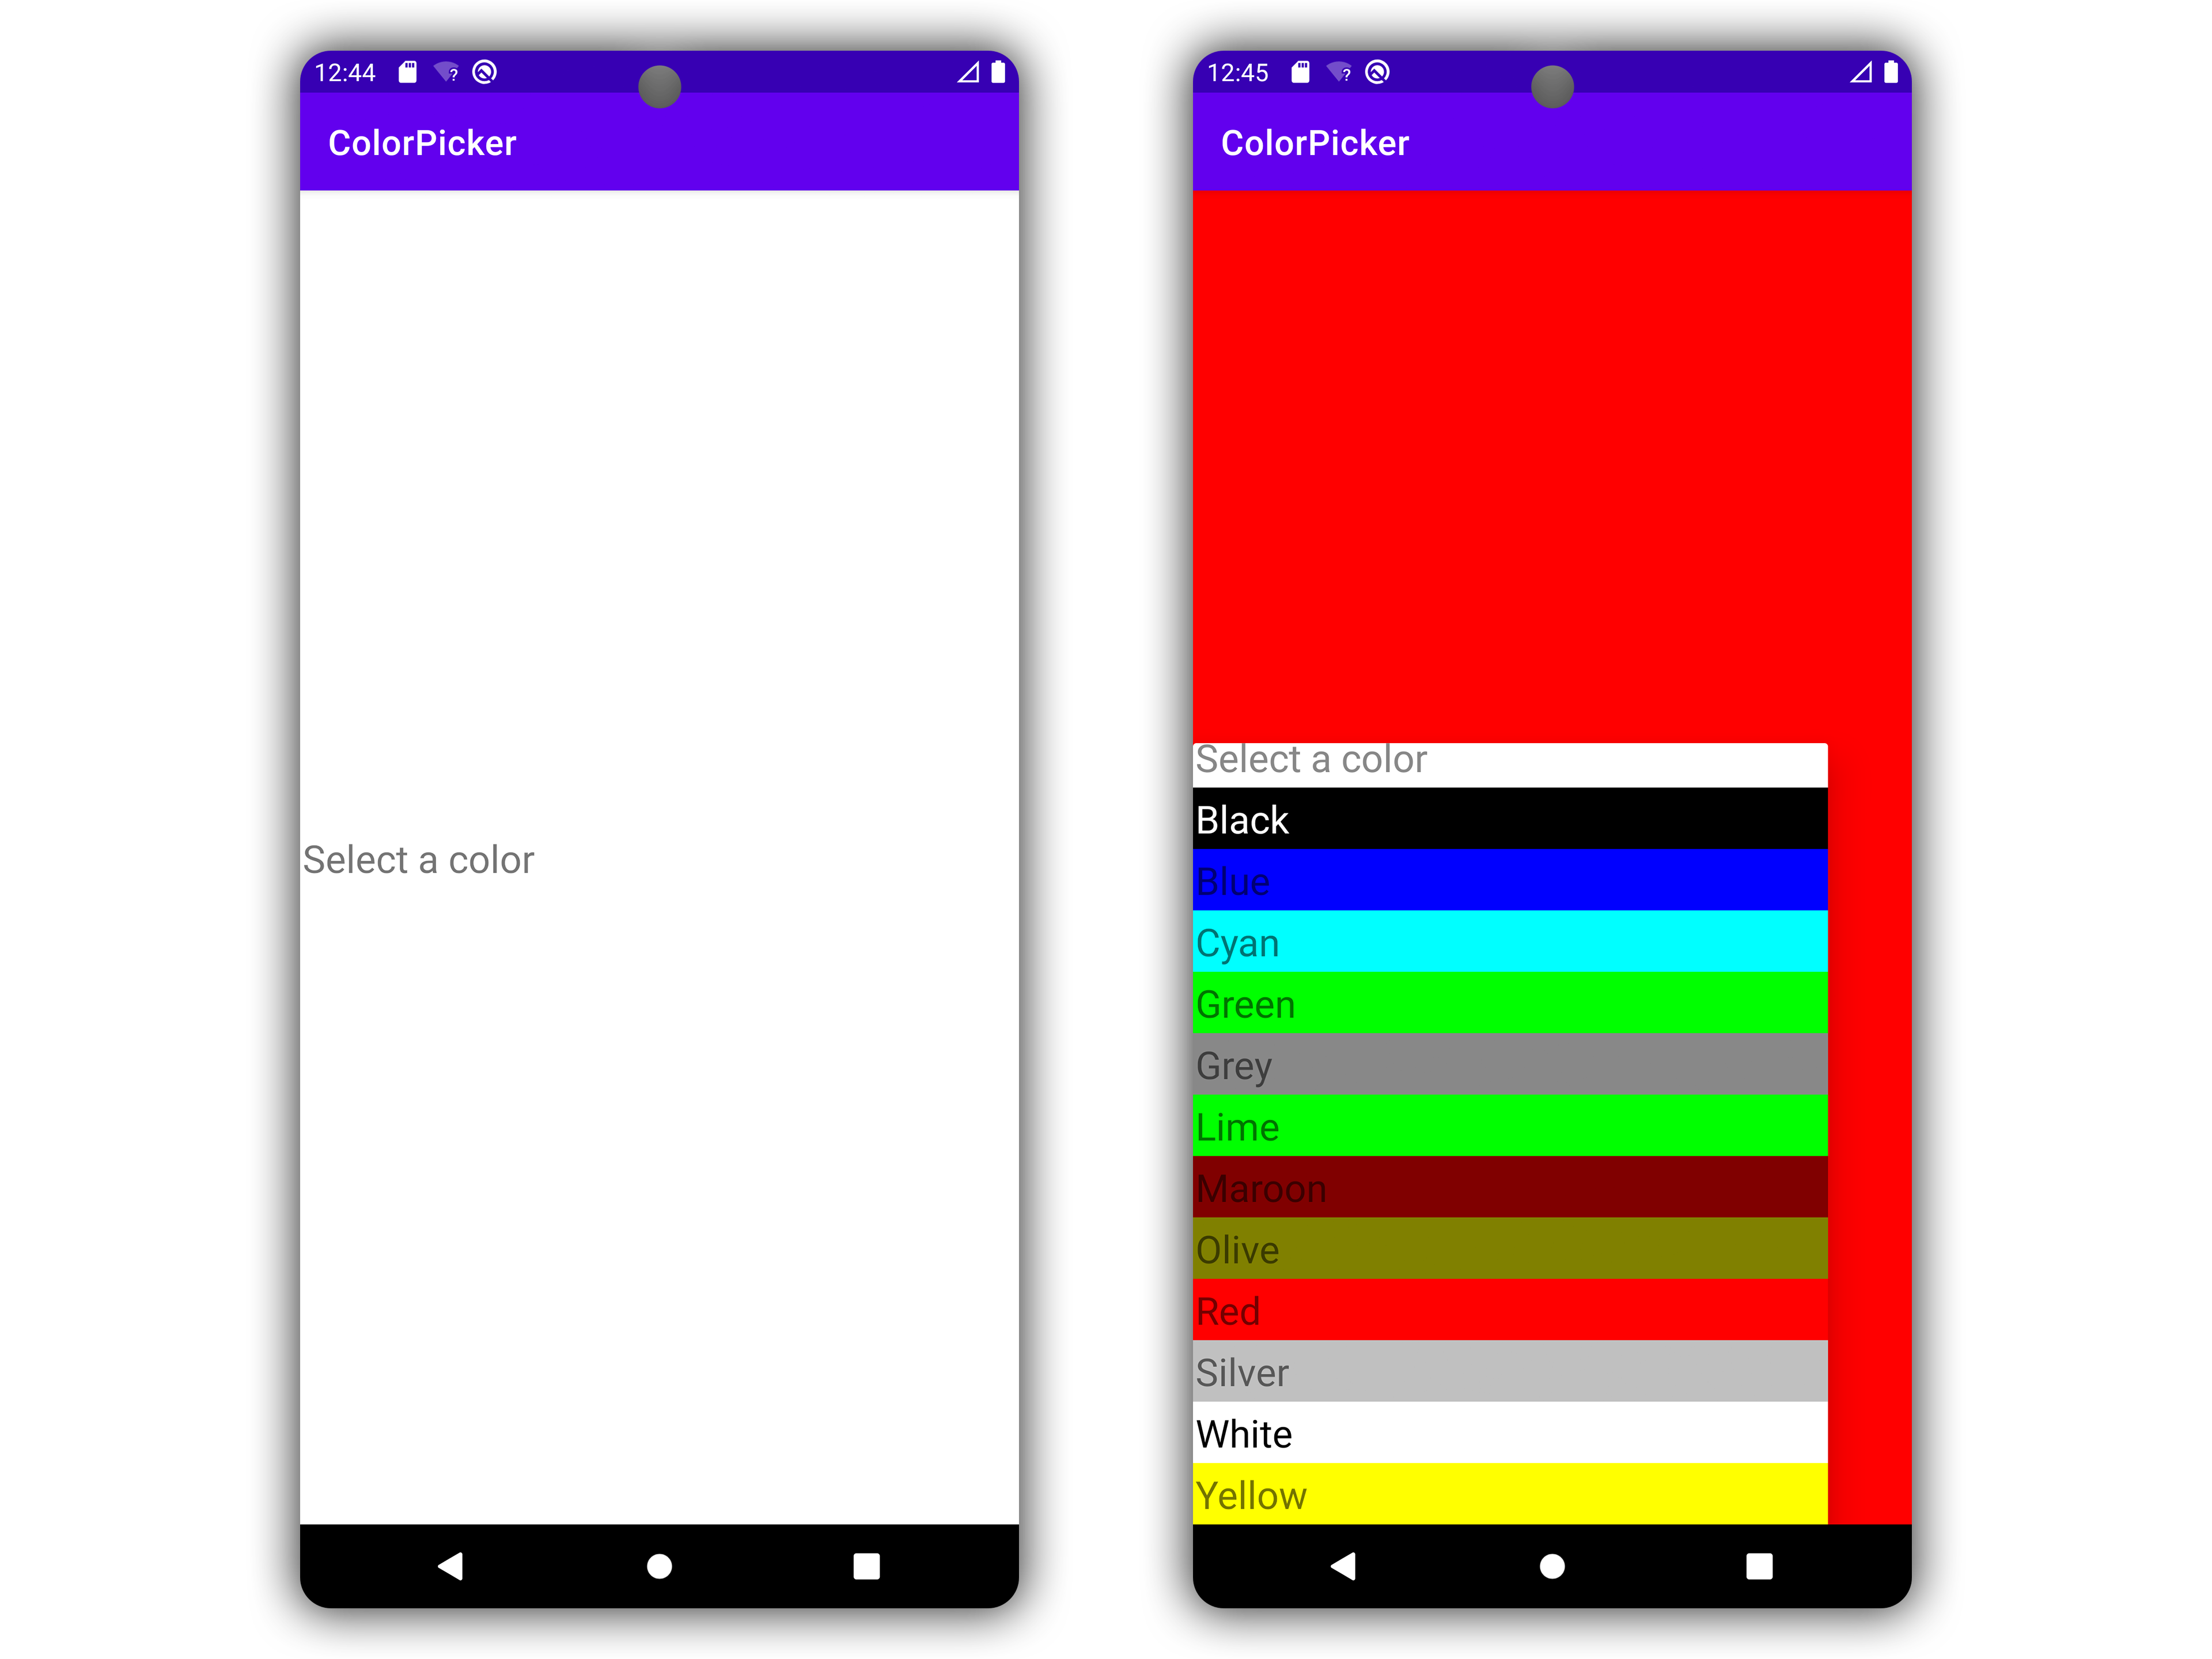 12:44
ColorPicker
Select a color
12:45
ColorPicker
Select a color
Black
Blue
Cyan
Green
Grey
Lime
Maroon
Olive
Red
Silver
White
Yellow